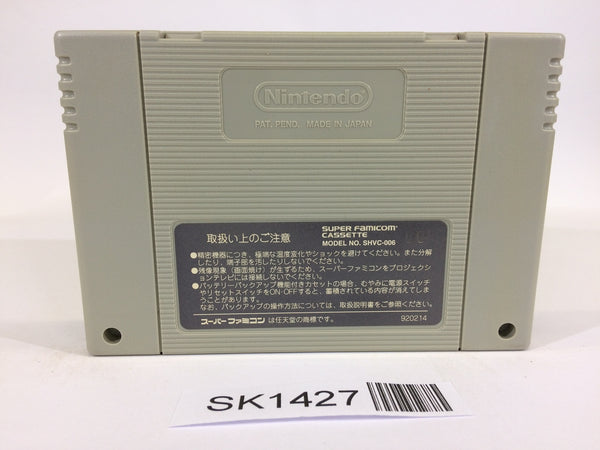 Nintendo
PAT. PEND. MADE IN JAPAN
取扱い上のご注意
SUPER FAMICOM
CASSETTE
MODEL NO. SHVC-006
●精密機器につき、極端な温度変化やショックを避けてください。また分解
したり、端子部を汚したりしないでください。
●残像現象(画面焼け)が生ずるため、スーパーファミコンをプロジェクシ
ョンテレビには接続しないでください。
●バッテリーバックアップ機能付きカセットの場合、むやみに電源スイッチ
やリセットスイッチをON・OFFすると、蓄積されている内容が消えてしま
うことがあります。
なお、バックアップの操作方法については、取扱説明書をご参照ください。
スーパーファミコン は任天堂の商標です。
920214
SK1427